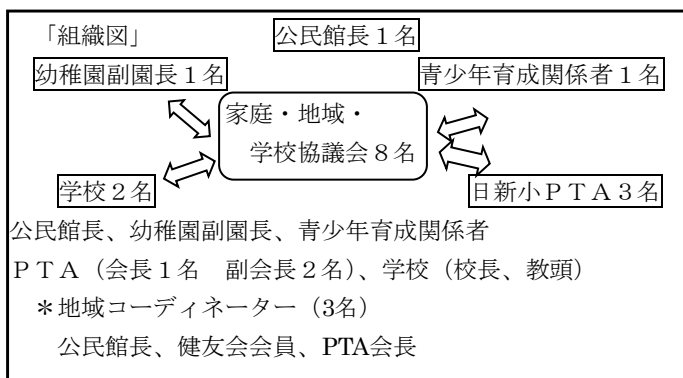 「組織図」 公民館長１名
幼稚園副園長１名 青少年育成関係者１名
家庭・地域・
学校協議会８名
学校２名 日新小ＰＴＡ３名
公民館長、幼稚園副園長、青少年育成関係者
ＰＴＡ（会長１名　副会長２名）、学校（校長、教頭）
＊地域コーディネーター（3名）
公民館長、健友会会員、PTA会長